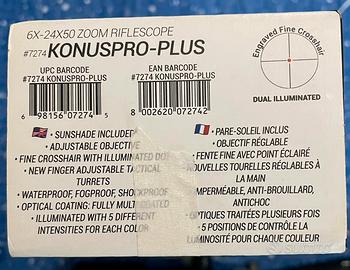 6X-24X50 ZOOM RIFLESCOPE
#7274 KONUSPRO-PLUS
Engraved Fine Crosshair
UPC BARCODE
#7274 KONUSPRO-PLUS
EAN BARCODE
#7274 KONUSPRO-PLUS
6 98156 07274 5
8 002620 072742
DUAL ILLUMINATED
• SUNSHADE INCLUDED
• ADJUSTABLE OBJECTIVE
• FINE CROSSHAIR WITH ILLUMINATED DOT
• NEW FINGER ADJUSTABLE TACTICAL
TURRETS
• WATERPROOF, FOGPROOF, SHOCKPROOF
• OPTICAL COATING: FULLY MULTICOATED
• ILLUMINATED WITH 5 DIFFERENT
INTENSITIES FOR EACH COLOR
• PARE-SOLEIL INCLUS
• OBJECTIF RÉGLABLE
• FENTE FINE AVEC POINT ÉCLAIRÉ
NOUVELLES TOURELLES RÉGLABLES À
LA MAIN
IMPERMÉABLE, ANTI-BROUILLARD,
ANTICHOC
OPTIQUES TRAITÉES PLUSIEURS FOIS
• 5 POSITIONS DE CONTRÔLE LA
LUMINOSITÉ POUR CHAQUE COULEUR